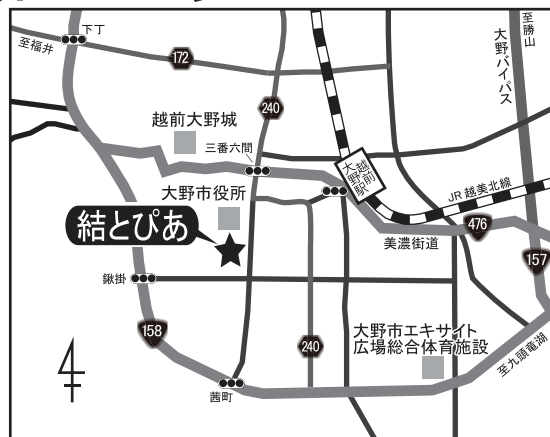 下丁
至福井
172
至勝山
大野バイパス
240
越前大野城
三番六間
越前
大野駅
大野市役所
JR越美北線
結とぴあ
476
美濃街道
157
鍬掛
158
240
大野市エキサイト
広場総合体育施設
至九頭竜湖
茜町